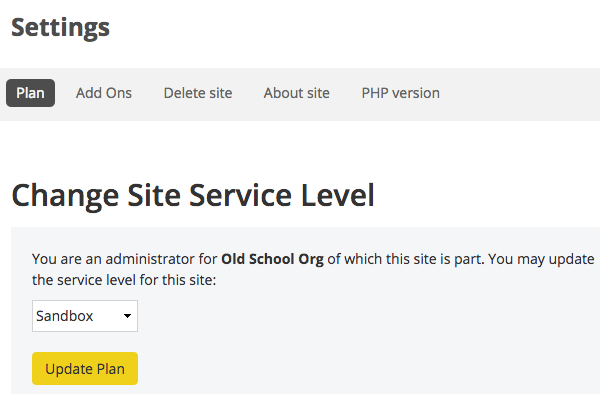 Settings
Plan Add Ons Delete site About site PHP version
Change Site Service Level
You are an administrator for Old School Org of which this site is part. You may update
the service level for this site:
Sandbox
Update Plan